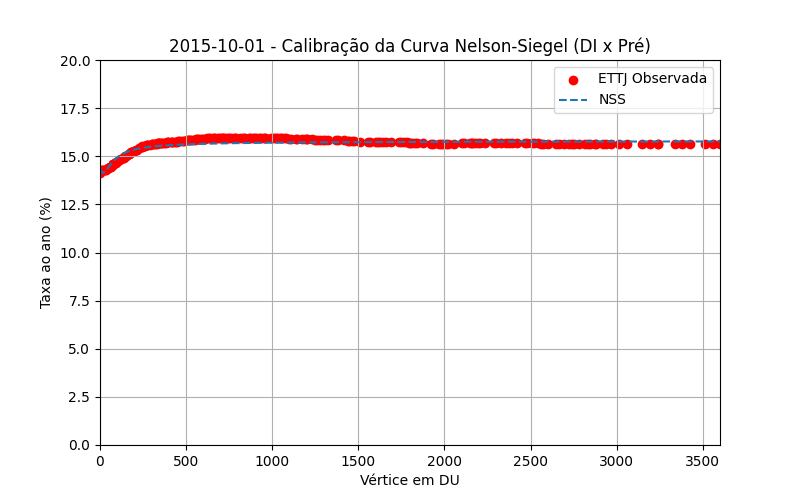 2015-10-01 - Calibração da Curva Nelson-Siegel (DI x Pré)
ETTJ Observada
NSS
Taxa ao ano (%)
20.0
17.5
15.0
12.5
10.0
7.5
5.0
2.5
0.0
0 500 1000 1500 2000 2500 3000 3500
Vértice em DU